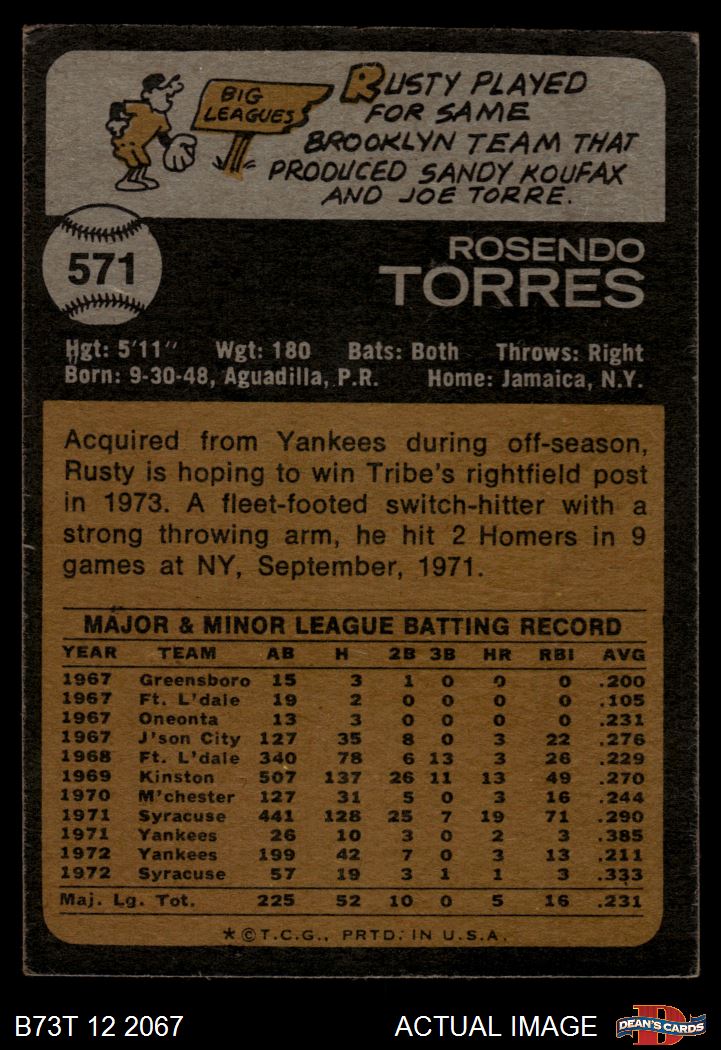 BIG
LEAGUES
RUSTY PLAYED
FOR SAME
BROOKLYN TEAM THAT
PRODUCED SANDY KOUFAX
AND JOE TORRE.
571
ROSENDO
TORRES
Hgt: 5'11" Wgt: 180 Bats: Both Throws: Right
Born: 9-30-48, Aguadilla, P.R. Home: Jamaica, N.Y.
Acquired from Yankees during off-season,
Rusty is hoping to win Tribe's rightfield post
in 1973. A fleet-footed switch-hitter with a
strong throwing arm, he hit 2 Homers in 9
games at NY, September, 1971.
MAJOR & MINOR LEAGUE BATTING RECORD
YEAR TEAM AB H 2B 3B HR RBI AVG
1967 Greensboro 15 3 1 0 0 0 .200
1967 Ft. L'dale 19 2 0 0 0 0 .105
1967 Oneonta 13 3 0 0 0 0 .231
1967 J'son City 127 35 8 0 3 22 .276
1968 Ft. L'dale 340 78 6 13 3 26 .229
1969 Kinston 507 137 26 11 13 49 .270
1970 M'chester 127 31 5 0 3 16 .244
1971 Syracuse 441 128 25 7 19 71 .290
1971 Yankees 26 10 3 0 2 3 .385
1972 Yankees 199 42 7 0 3 13 .211
1972 Syracuse 57 19 3 1 1 3 .333
Maj. Lg. Tot. 225 52 10 0 5 16 .231
★ © T.C.G., PRTD. IN U.S.A.
B73T 12 2067 ACTUAL IMAGE
D
DEAN'S CARDS